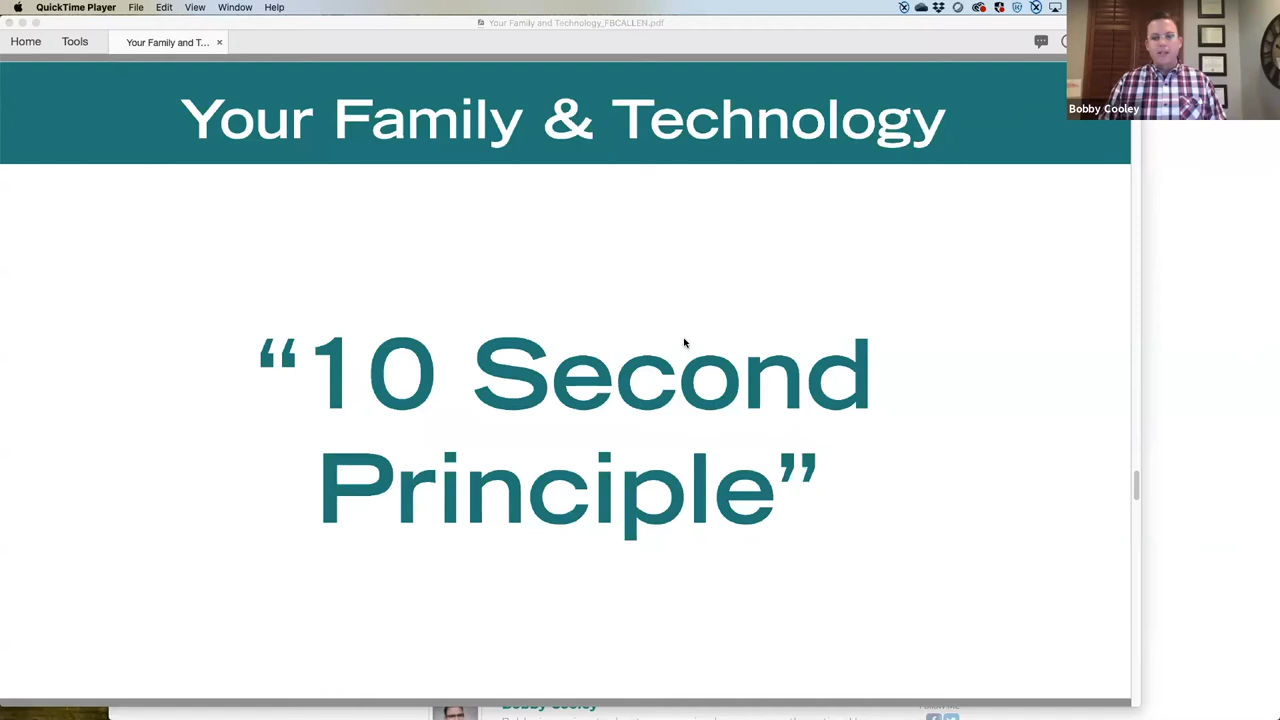 QuickTime Player File Edit View Window Help
Your Family and Technology_FBCALLEN.pdf
Home Tools Your Family and T... ×
Bobby Cooley
Your Family & Technology
“10 Second
Principle”
Bobby Cooley